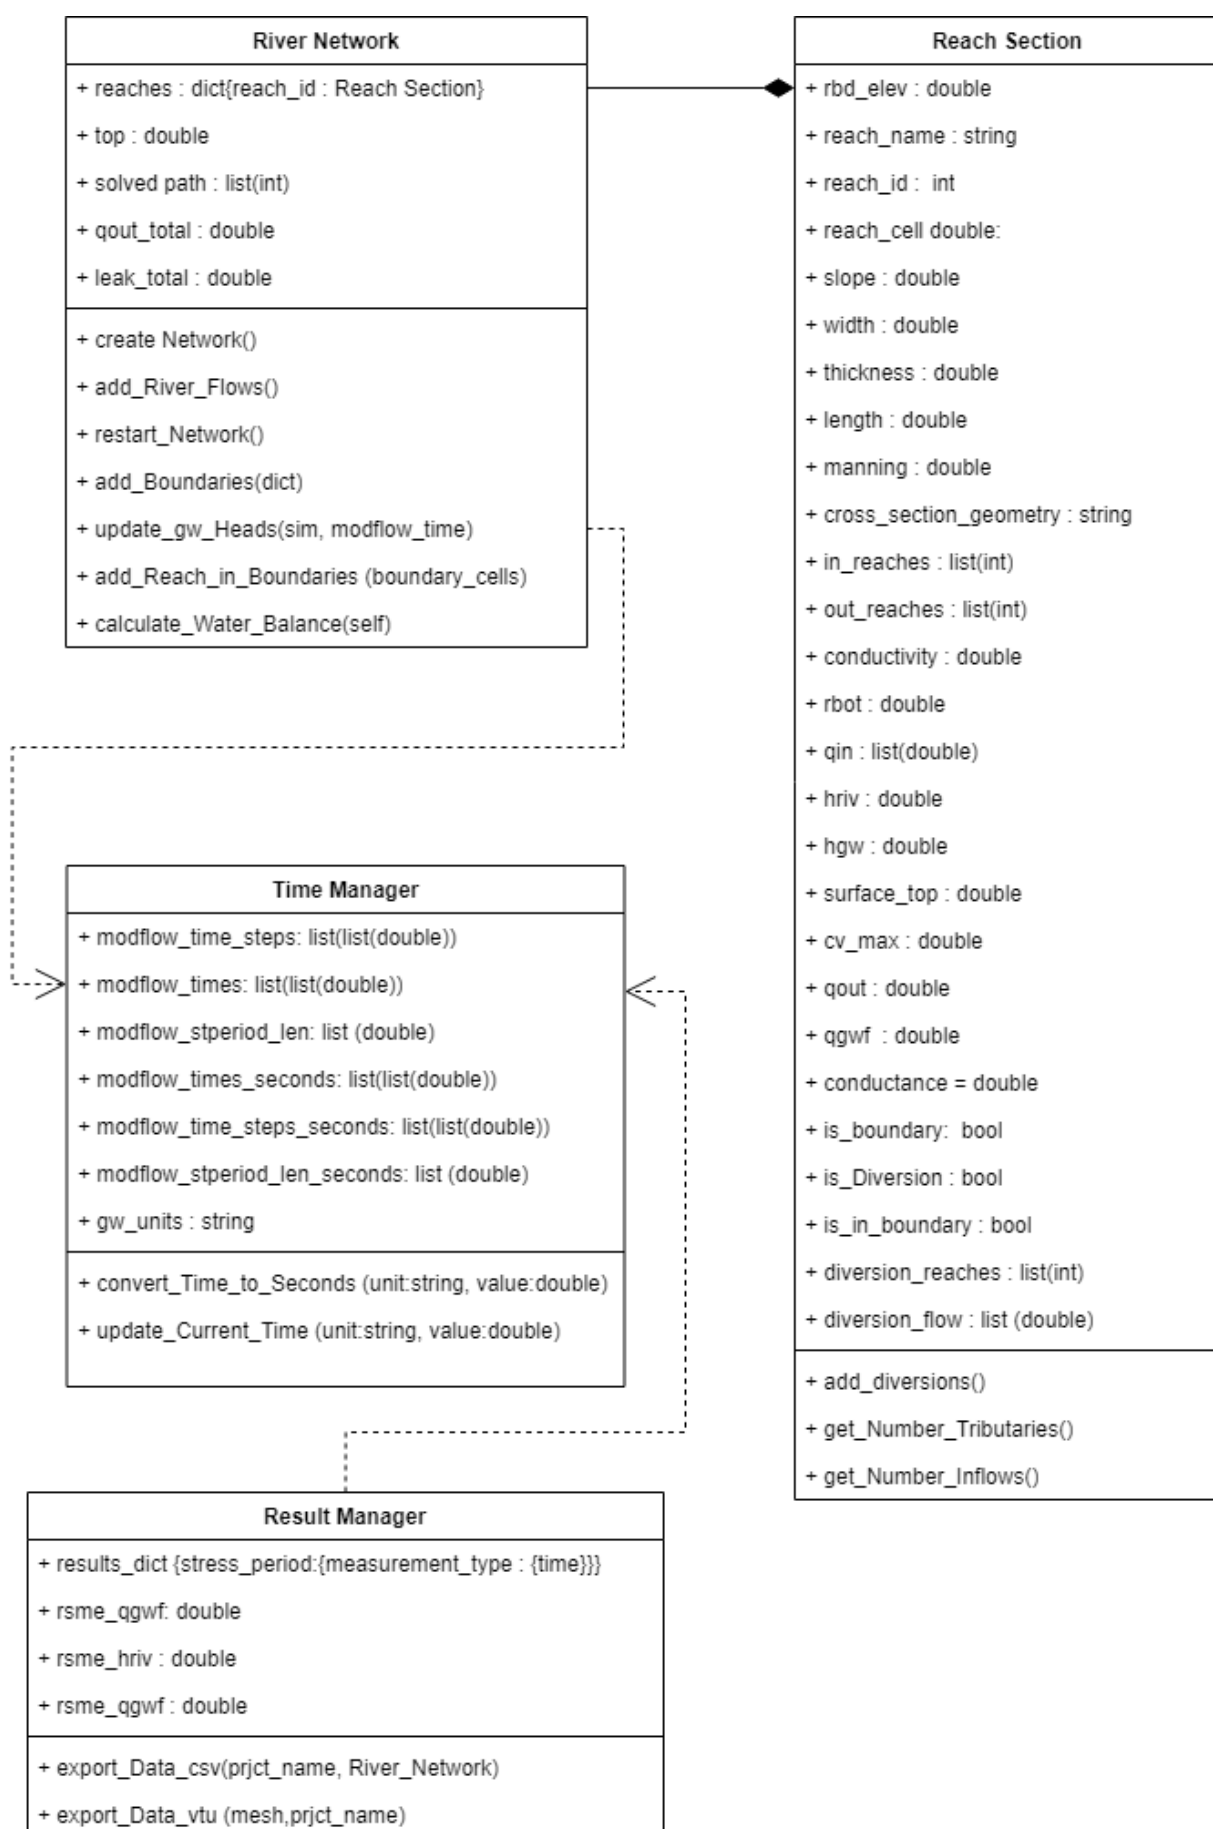 River Network
+ reaches : dict{reach_id : Reach Section}
+ top : double
+ solved path : list(int)
+ qout_total : double
+ leak_total : double
+ create Network()
+ add_River_Flows()
+ restart_Network()
+ add_Boundaries(dict)
+ update_gw_Heads(sim, modflow_time)
+ add_Reach_in_Boundaries (boundary_cells)
+ calculate_Water_Balance(self)
Reach Section
+ rbd_elev : double
+ reach_name : string
+ reach_id :  int
+ reach_cell double:
+ slope : double
+ width : double
+ thickness : double
+ length : double
+ manning : double
+ cross_section_geometry : string
+ in_reaches : list(int)
+ out_reaches : list(int)
+ conductivity : double
+ rbot : double
+ qin : list(double)
+ hriv : double
+ hgw : double
+ surface_top : double
+ cv_max : double
+ qout : double
+ qgwf  : double
+ conductance = double
+ is_boundary:  bool
+ is_Diversion : bool
+ is_in_boundary : bool
+ diversion_reaches : list(int)
+ diversion_flow : list (double)
+ add_diversions()
+ get_Number_Tributaries()
+ get_Number_Inflows()
Time Manager
+ modflow_time_steps: list(list(double))
+ modflow_times: list(list(double))
+ modflow_stperiod_len: list (double)
+ modflow_times_seconds: list(list(double))
+ modflow_time_steps_seconds: list(list(double))
+ modflow_stperiod_len_seconds: list (double)
+ gw_units : string
+ convert_Time_to_Seconds (unit:string, value:double)
+ update_Current_Time (unit:string, value:double)
Result Manager
+ results_dict {stress_period:{measurement_type : {time}}}
+ rsme_qgwf: double
+ rsme_hriv : double
+ rsme_qgwf : double
+ export_Data_csv(prjct_name, River_Network)
+ export_Data_vtu (mesh,prjct_name)